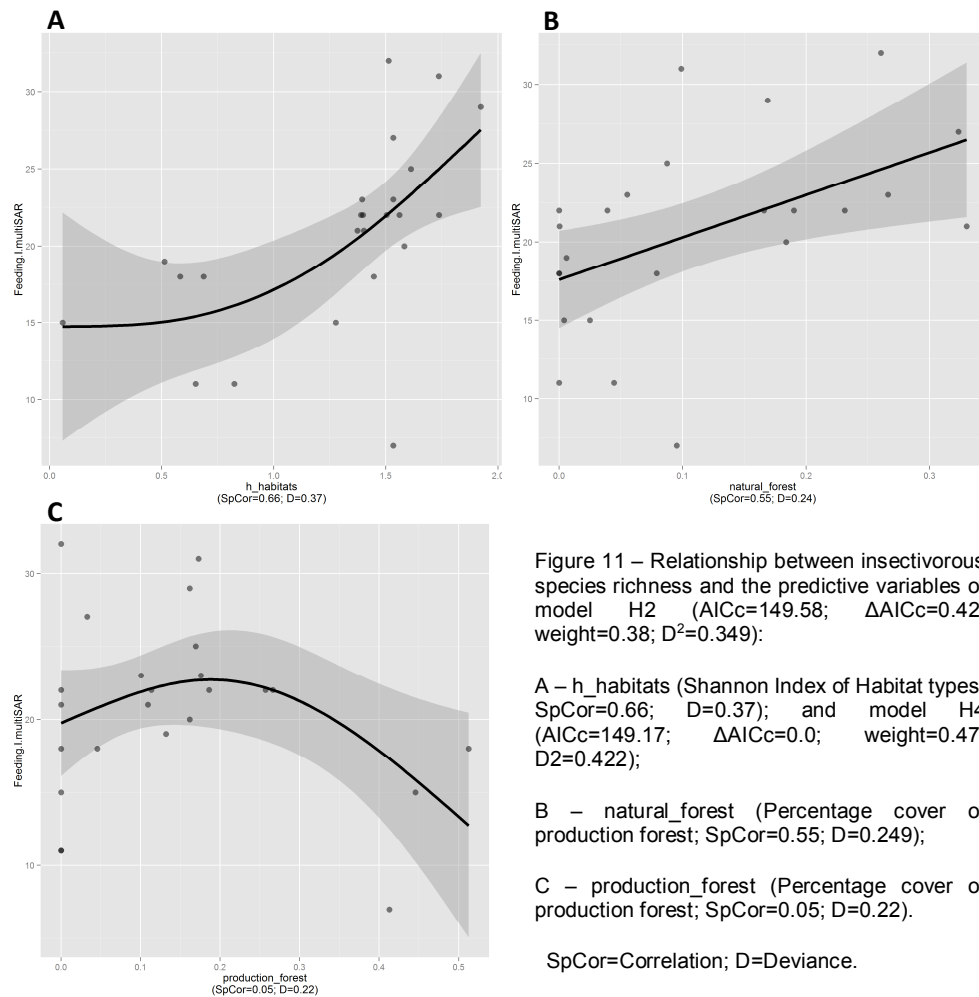 A
30
25
20
15
10
Feeding.I.multiSAR
0.0
0.5
1.0
1.5
2.0
h_habitats
(SpCor=0.66; D=0.37)
B
30
25
20
15
10
Feeding.I.multiSAR
0.0
0.1
0.2
0.3
natural_forest
(SpCor=0.55; D=0.24)
C
30
20
10
Feeding.I.multiSAR
0.0
0.1
0.2
0.3
0.4
0.5
production_forest
(SpCor=0.05; D=0.22)
Figure 11 – Relationship between insectivorous
species richness and the predictive variables o
model H2 (AICc=149.58; ΔAICc=0.42
weight=0.38; D²=0.349):
A – h_habitats (Shannon Index of Habitat types
SpCor=0.66; D=0.37); and model H4
(AICc=149.17; ΔAICc=0.0; weight=0.47
D2=0.422);
B – natural_forest (Percentage cover o
production forest; SpCor=0.55; D=0.249);
C – production_forest (Percentage cover o
production forest; SpCor=0.05; D=0.22).
SpCor=Correlation; D=Deviance.